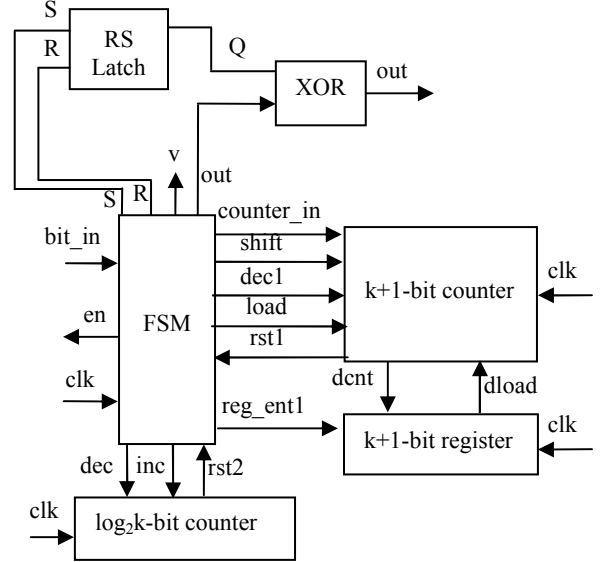 S
RS
Latch
R
Q
XOR
out
v
out
S
R
counter_in
bit_in
shift
dec1
k+1-bit counter
clk
en
FSM
load
rst1
clk
dcnt
dload
reg_ent1
k+1-bit register
clk
dec
inc
rst2
clk
log2k-bit counter